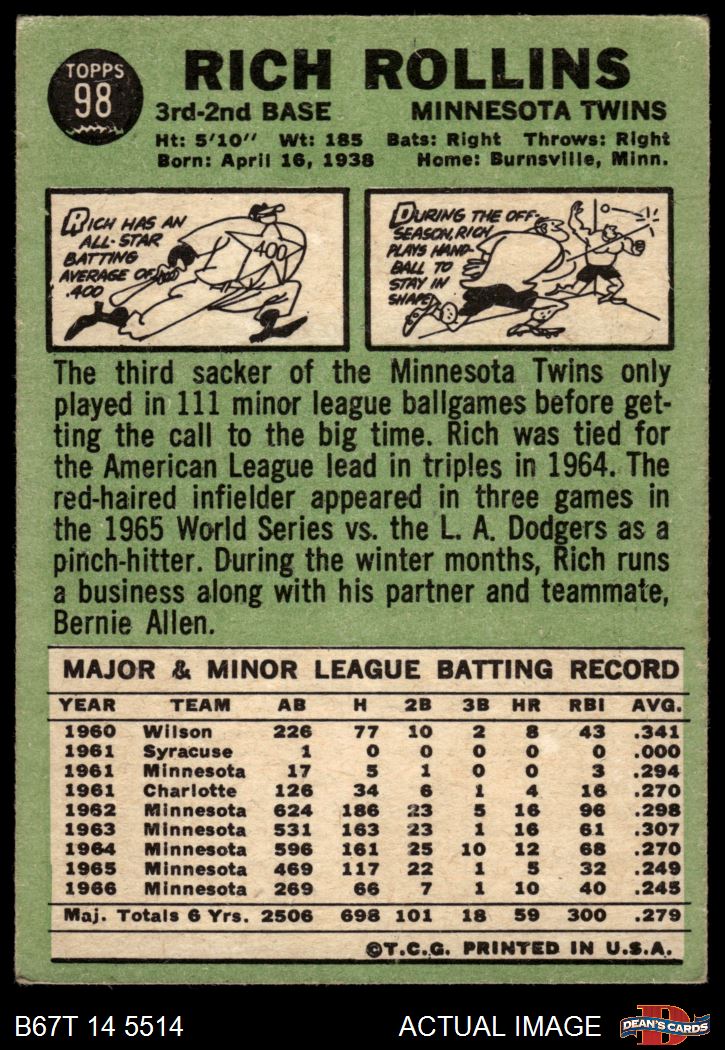 TOPPS
98
RICH ROLLINS
3rd-2nd BASE MINNESOTA TWINS
Ht: 5'10" Wt: 185 Bats: Right Throws: Right
Born: April 16, 1938 Home: Burnsville, Minn.
RICH HAS AN
ALL-STAR
BATTING
AVERAGE OF
.400
400
DURING THE OFF-
SEASON, RICH
PLAYS HAND-
BALL TO
STAY IN
SHAPE
The third sacker of the Minnesota Twins only
played in 111 minor league ballgames before get-
ting the call to the big time. Rich was tied for
the American League lead in triples in 1964. The
red-haired infielder appeared in three games in
the 1965 World Series vs. the L. A. Dodgers as a
pinch-hitter. During the winter months, Rich runs
a business along with his partner and teammate,
Bernie Allen.
MAJOR & MINOR LEAGUE BATTING RECORD
YEAR TEAM AB H 2B 3B HR RBI AVG.
1960 Wilson 226 77 10 2 8 43 .341
1961 Syracuse 1 0 0 0 0 0 .000
1961 Minnesota 17 5 1 0 0 3 .294
1961 Charlotte 126 34 6 1 4 16 .270
1962 Minnesota 624 186 23 5 16 96 .298
1963 Minnesota 531 163 23 1 16 61 .307
1964 Minnesota 596 161 25 10 12 68 .270
1965 Minnesota 469 117 22 1 5 32 .249
1966 Minnesota 269 66 7 1 10 40 .245
Maj. Totals 6 Yrs. 2506 698 101 18 59 300 .279
©T.C.G. PRINTED IN U.S.A.
B67T 14 5514 ACTUAL IMAGE
D
DEAN'S CARDS